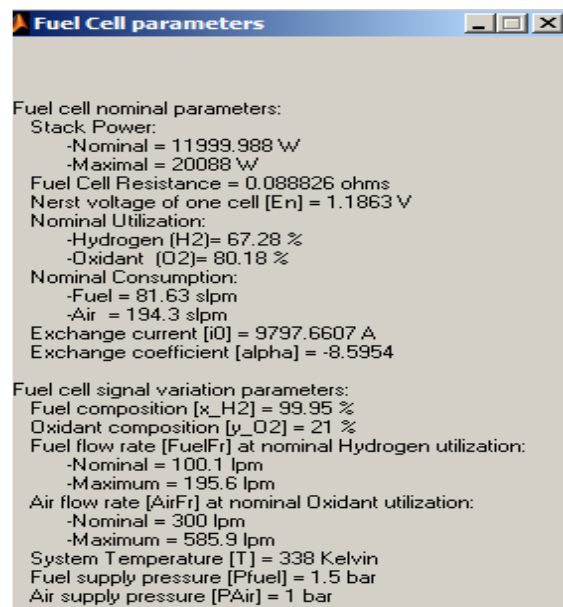 Fuel Cell parameters
Fuel cell nominal parameters:
Stack Power:
-Nominal = 11999.988 W
-Maximal = 20088 W
Fuel Cell Resistance = 0.088826 ohms
Nerst voltage of one cell [En] = 1.1863 V
Nominal Utilization:
-Hydrogen (H2)= 67.28 %
-Oxidant (O2)= 80.18 %
Nominal Consumption:
-Fuel = 81.63 slpm
-Air = 194.3 slpm
Exchange current [i0] = 9797.6607 A
Exchange coefficient [alpha] = -8.5954
Fuel cell signal variation parameters:
Fuel composition [x_H2] = 99.95 %
Oxidant composition [y_O2] = 21 %
Fuel flow rate [FuelFr] at nominal Hydrogen utilization:
-Nominal = 100.1 lpm
-Maximum = 195.6 lpm
Air flow rate [AirFr] at nominal Oxidant utilization:
-Nominal = 300 lpm
-Maximum = 585.9 lpm
System Temperature [T] = 338 Kelvin
Fuel supply pressure [Pfuel] = 1.5 bar
Air supply pressure [PAir] = 1 bar